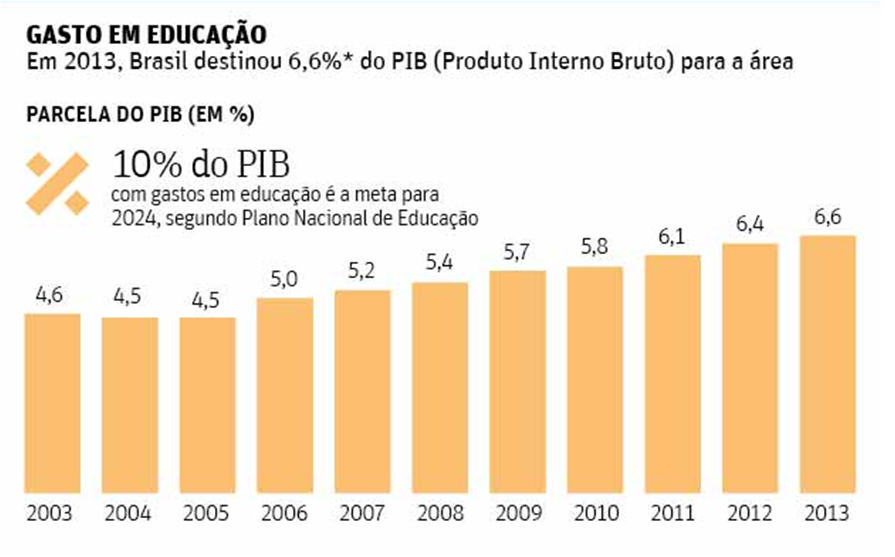 GASTO EM EDUCAÇÃO
Em 2013, Brasil destinou 6,6%* do PIB (Produto Interno Bruto) para a área
PARCELA DO PIB (EM %)
10% do PIB
com gastos em educação é a meta para
2024, segundo Plano Nacional de Educação
4,6 4,5 4,5 5,0 5,2 5,4 5,7 5,8 6,1 6,4 6,6
2003 2004 2005 2006 2007 2008 2009 2010 2011 2012 2013